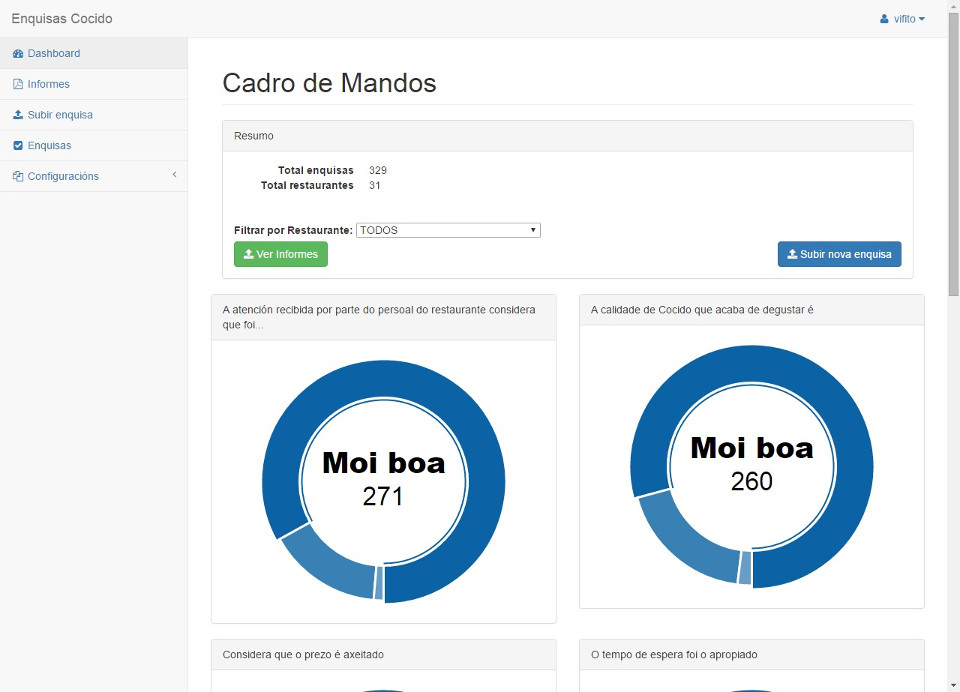 Enquisas Cocido
vifito
Dashboard
Informes
Subir enquisa
Enquisas
Configuracións
Cadro de Mandos
Resumo
Total enquisas 329
Total restaurantes 31
Filtrar por Restaurante: TODOS
Ver Informes
Subir nova enquisa
A atención recibida por parte do persoal do restaurante considera
que foi...
Moi boa
271
A calidade de Cocido que acaba de degustar é
Moi boa
260
Considera que o prezo é axeitado
O tempo de espera foi o apropiado